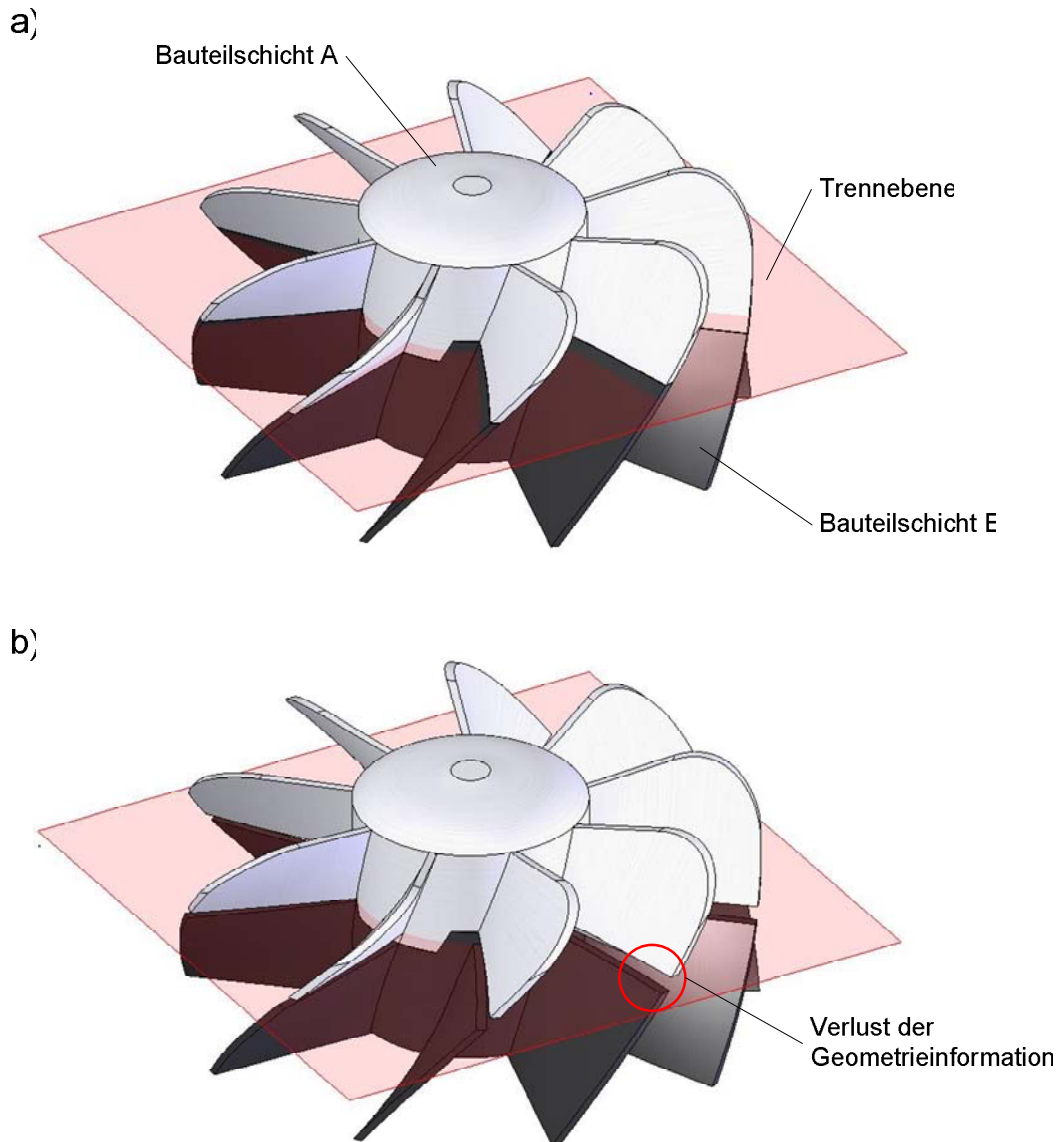 a)
Bauteilschicht A
Trennebene
Bauteilschicht E
b)
Verlust der
Geometrieinformation